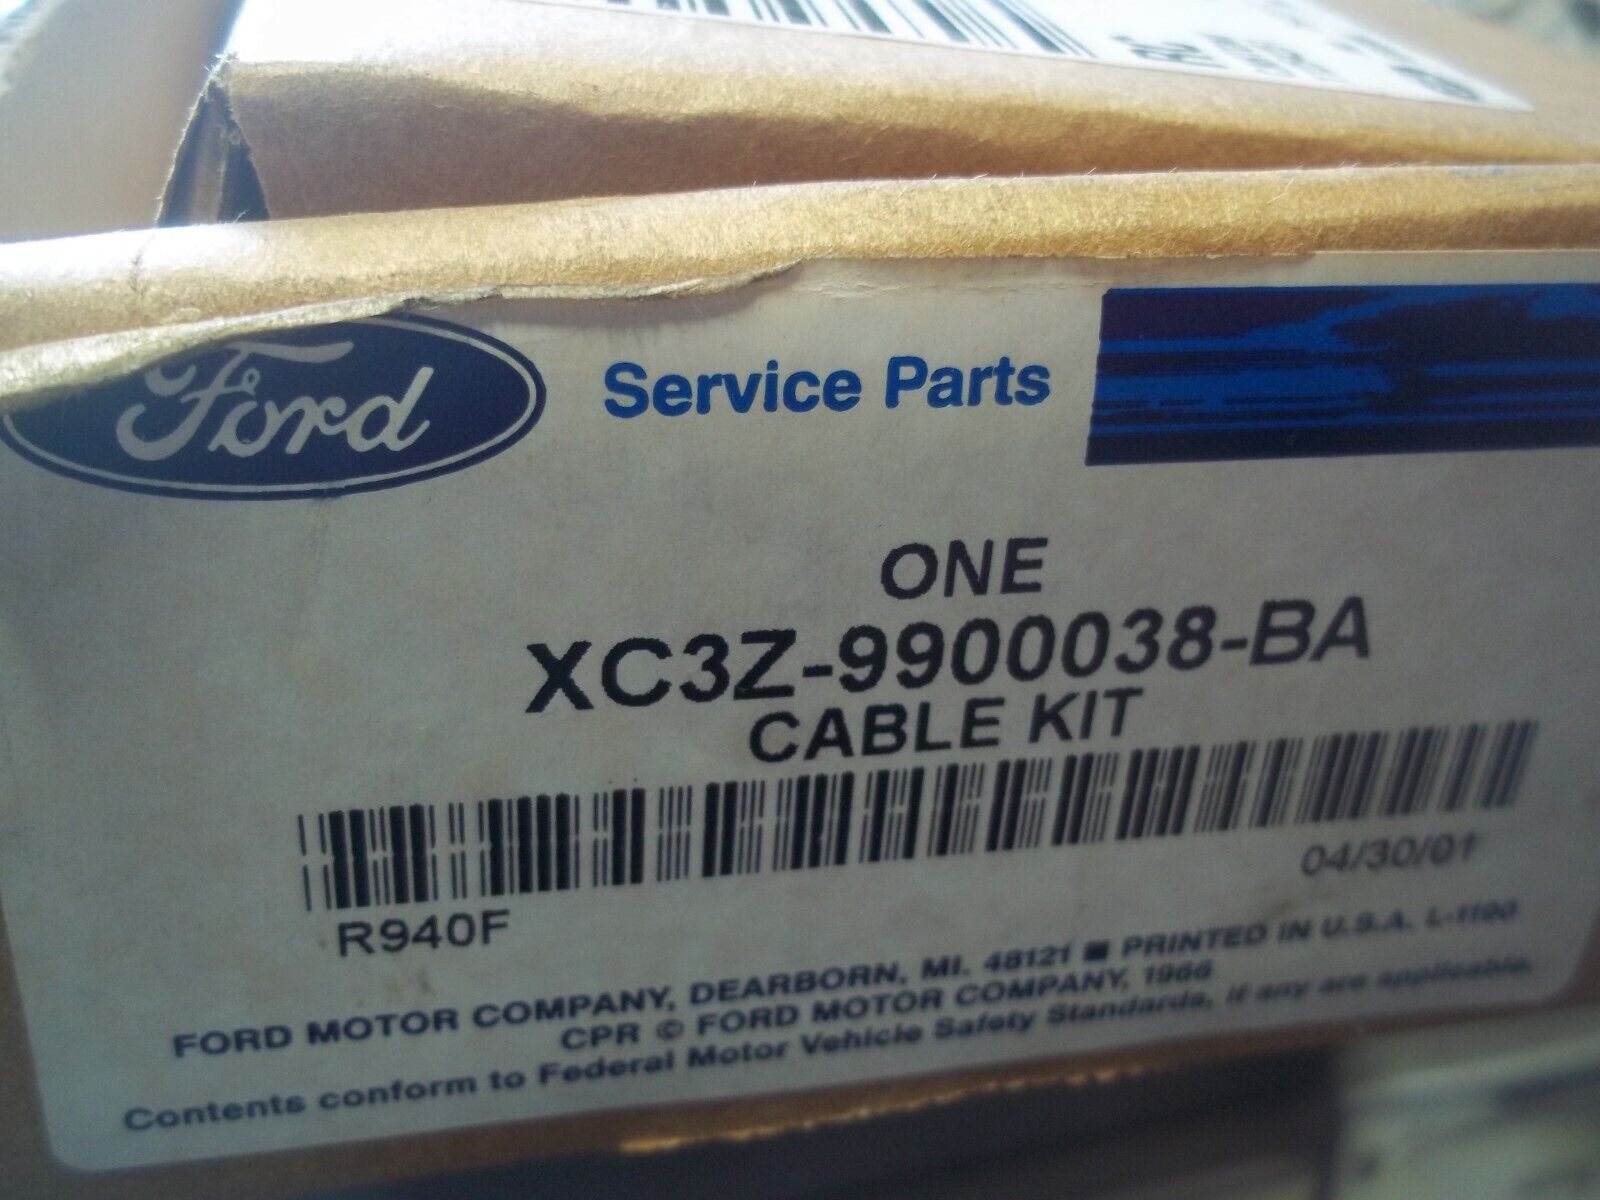 Ford Service Parts
ONE
XC3Z-9900038-BA
CABLE KIT
04/30/01
R940F
FORD MOTOR COMPANY, DEARBORN, MI. 48121 ■ PRINTED IN U.S.A. L-1190
CPR © FORD MOTOR COMPANY, 1966
Contents conform to Federal Motor Vehicle Safety Standards, if any are applicable.